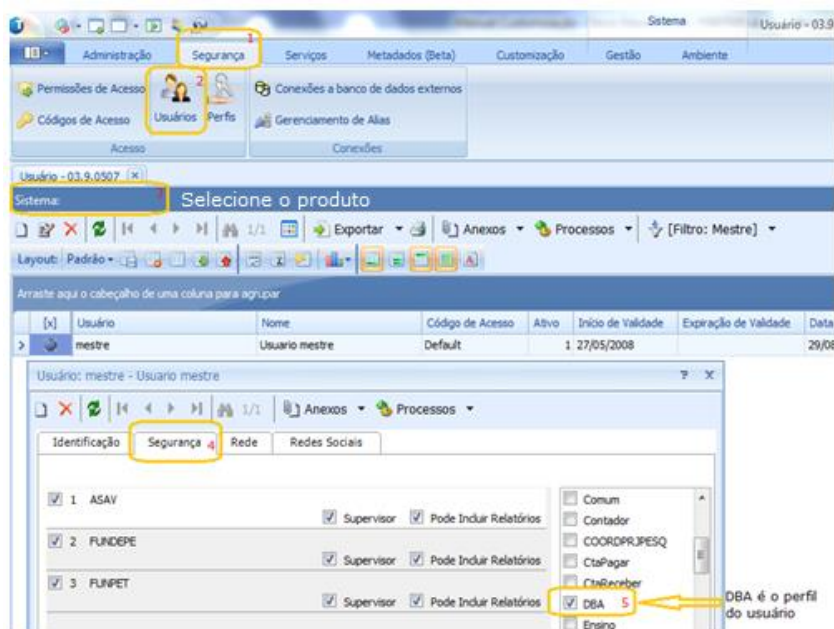 Sistema Usuário - 03.9
1
Administração Segurança Serviços Metadados (Beta) Customização Gestão Ambiente
2
Permissões de Acesso
Códigos de Acesso
Usuários Perfis
Conexões a banco de dados externos
Gerenciamento de Alias
Acesso Conexões
Usuário - 03.9.0507
Sistema: 3 Selecione o produto
1/1 Exportar Anexos Processos [Filtro: Mestre]
Layout: Padrão
Arraste aqui o cabeçalho de uma coluna para agrupar
[x] Usuário Nome Código de Acesso Ativo Início de Validade Expiração de Validade Data
mestre Usuario mestre Default 1 27/05/2008 29/08
Usuário: mestre - Usuario mestre ? X
1/1 Anexos Processos
Identificação Segurança 4 Rede Redes Sociais
1 ASAV
Supervisor Pode Incluir Relatórios
2 FUNDEPE
Supervisor Pode Incluir Relatórios
3 FUNPET
Supervisor Pode Incluir Relatórios
Comum
Contador
COORDPRJPESQ
CtaPagar
CtaReceber
DBA 5
Ensino
DBA é o perfil
do usuário